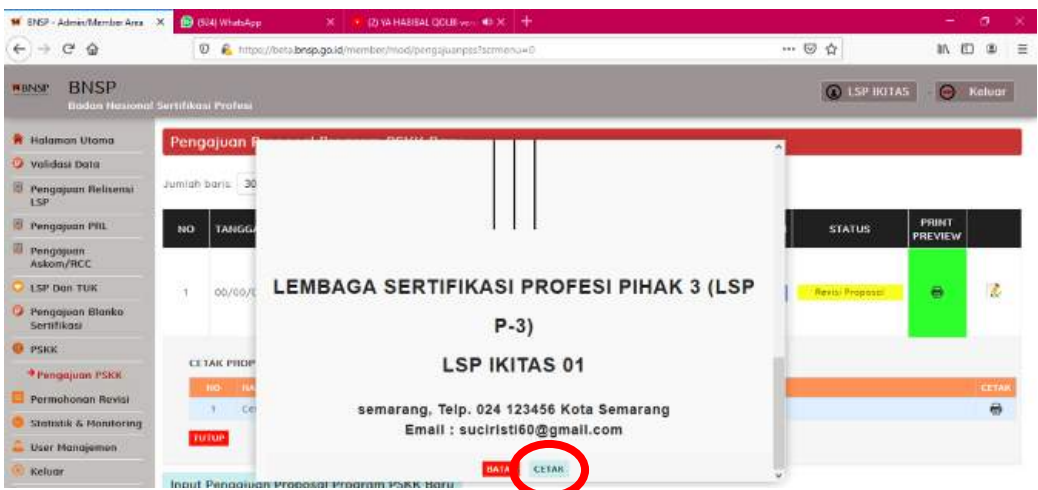 BNSP - Admin/Member Area
(924) WhatsApp
(2) YA HABIBAL QOLBI
https://beta.bnsp.go.id/member/mod/pengajuanpss?scrmenu=0
BNSP BNSP
Badan Nasional Sertifikasi Profesi
LSP IKITAS
Keluar
Halaman Utama
Validasi Data
Pengajuan Relisensi
LSP
Pengajuan PRL
Pengajuan
Askom/RCC
LSP Dan TUK
Pengajuan Blanko
Sertifikasi
PSKK
Pengajuan PSKK
Permohonan Revisi
Statistik & Monitoring
User Manajemen
Keluar
Pengajuan
Jumlah baris: 30
NO
STATUS
PRINT
PREVIEW
1 00/00/
Revisi Proposal
CETAK PROP
NO
CETAK
1
TUTUP
LEMBAGA SERTIFIKASI PROFESI PIHAK 3 (LSP
P-3)
LSP IKITAS 01
semarang, Telp. 024 123456 Kota Semarang
Email : suciristi60@gmail.com
BATA
CETAK
Input Pengajuan Proposal Program PSKK Baru